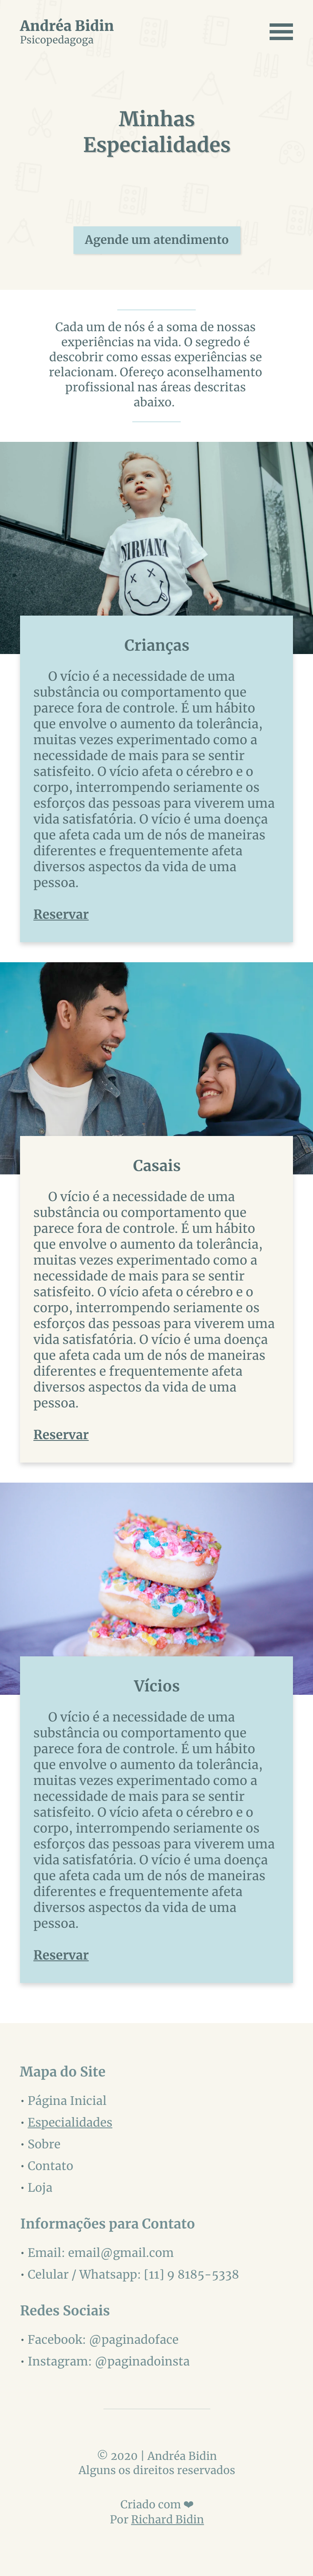 Andréa Bidin
Psicopedagoga
Minhas
Especialidades
Agende um atendimento
Cada um de nós é a soma de nossas
experiências na vida. O segredo é
descobrir como essas experiências se
relacionam. Ofereço aconselhamento
profissional nas áreas descritas
abaixo.
NIRVANA
Crianças
O vício é a necessidade de uma
substância ou comportamento que
parece fora de controle. É um hábito
que envolve o aumento da tolerância,
muitas vezes experimentado como a
necessidade de mais para se sentir
satisfeito. O vício afeta o cérebro e o
corpo, interrompendo seriamente os
esforços das pessoas para viverem uma
vida satisfatória. O vício é uma doença
que afeta cada um de nós de maneiras
diferentes e frequentemente afeta
diversos aspectos da vida de uma
pessoa.
Reservar
Casais
O vício é a necessidade de uma
substância ou comportamento que
parece fora de controle. É um hábito
que envolve o aumento da tolerância,
muitas vezes experimentado como a
necessidade de mais para se sentir
satisfeito. O vício afeta o cérebro e o
corpo, interrompendo seriamente os
esforços das pessoas para viverem uma
vida satisfatória. O vício é uma doença
que afeta cada um de nós de maneiras
diferentes e frequentemente afeta
diversos aspectos da vida de uma
pessoa.
Reservar
Vícios
O vício é a necessidade de uma
substância ou comportamento que
parece fora de controle. É um hábito
que envolve o aumento da tolerância,
muitas vezes experimentado como a
necessidade de mais para se sentir
satisfeito. O vício afeta o cérebro e o
corpo, interrompendo seriamente os
esforços das pessoas para viverem uma
vida satisfatória. O vício é uma doença
que afeta cada um de nós de maneiras
diferentes e frequentemente afeta
diversos aspectos da vida de uma
pessoa.
Reservar
Mapa do Site
• Página Inicial
• Especialidades
• Sobre
• Contato
• Loja
Informações para Contato
• Email: email@gmail.com
• Celular / Whatsapp: [11] 9 8185-5338
Redes Sociais
• Facebook: @paginadoface
• Instagram: @paginadoinsta
© 2020 | Andréa Bidin
Alguns os direitos reservados
Criado com ❤
Por Richard Bidin